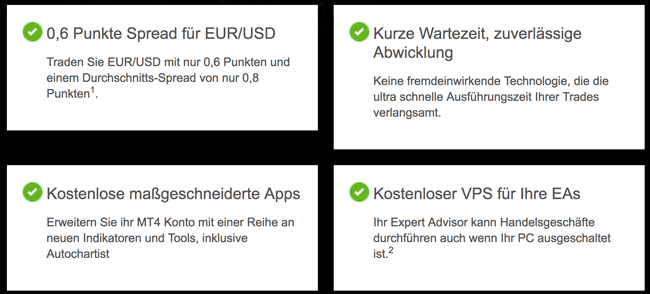 0,6 Punkte Spread für EUR/USD
Traden Sie EUR/USD mit nur 0,6 Punkten und
einem Durchschnitts-Spread von nur 0,8
Punkten¹.
Kurze Wartezeit, zuverlässige
Abwicklung
Keine fremdeinwirkende Technologie, die die
ultra schnelle Ausführungszeit Ihrer Trades
verlangsamt.
Kostenlose maßgeschneiderte Apps
Erweitern Sie ihr MT4 Konto mit einer Reihe an
neuen Indikatoren und Tools, inklusive
Autochartist
Kostenloser VPS für Ihre EAs
Ihr Expert Advisor kann Handelsgeschäfte
durchführen auch wenn Ihr PC ausgeschaltet
ist.²